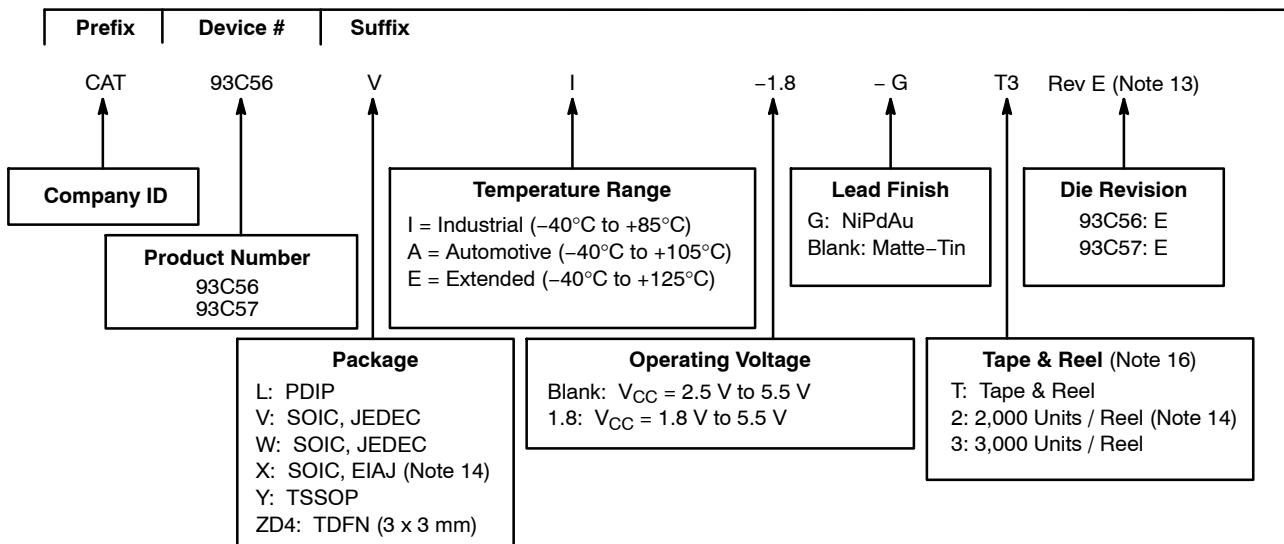 Prefix Device # Suffix
CAT 93C56 V I −1.8 − G T3 Rev E (Note 13)
Company ID
Product Number
93C56
93C57
Package
L: PDIP
V: SOIC, JEDEC
W: SOIC, JEDEC
X: SOIC, EIAJ (Note 14)
Y: TSSOP
ZD4: TDFN (3 x 3 mm)
Temperature Range
I = Industrial (−40°C to +85°C)
A = Automotive (−40°C to +105°C)
E = Extended (−40°C to +125°C)
Operating Voltage
Blank: VCC = 2.5 V to 5.5 V
1.8: VCC = 1.8 V to 5.5 V
Lead Finish
G: NiPdAu
Blank: Matte−Tin
Tape & Reel (Note 16)
T: Tape & Reel
2: 2,000 Units / Reel (Note 14)
3: 3,000 Units / Reel
Die Revision
93C56: E
93C57: E